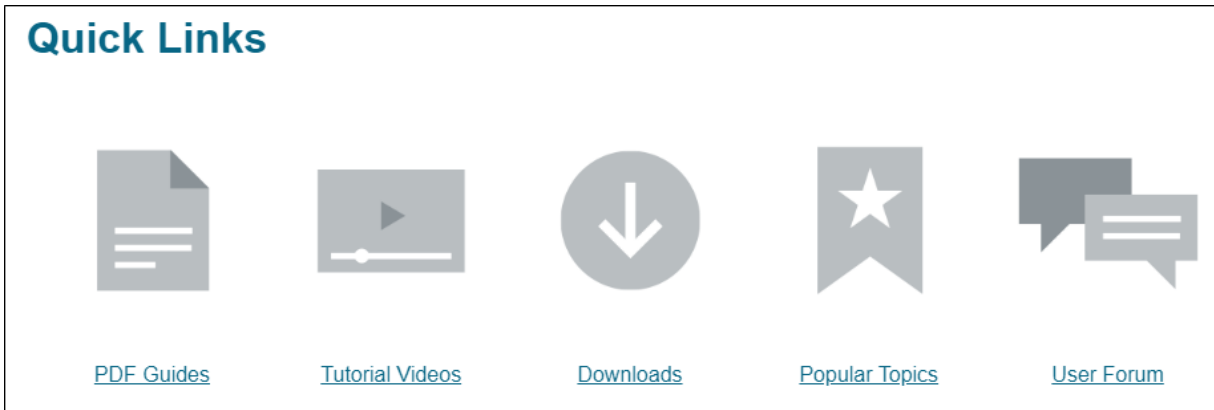 Quick Links
PDF Guides
Tutorial Videos
Downloads
Popular Topics
User Forum